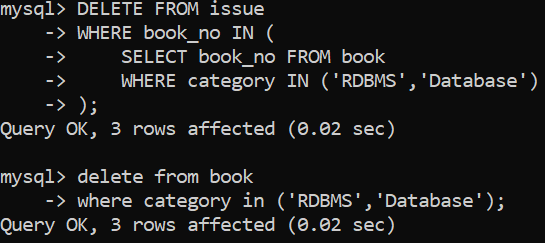 mysql> DELETE FROM issue
    -> WHERE book_no IN (
    ->     SELECT book_no FROM book
    ->     WHERE category IN ('RDBMS','Database')
    -> );
Query OK, 3 rows affected (0.02 sec)

mysql> delete from book
    -> where category in ('RDBMS','Database');
Query OK, 3 rows affected (0.02 sec)